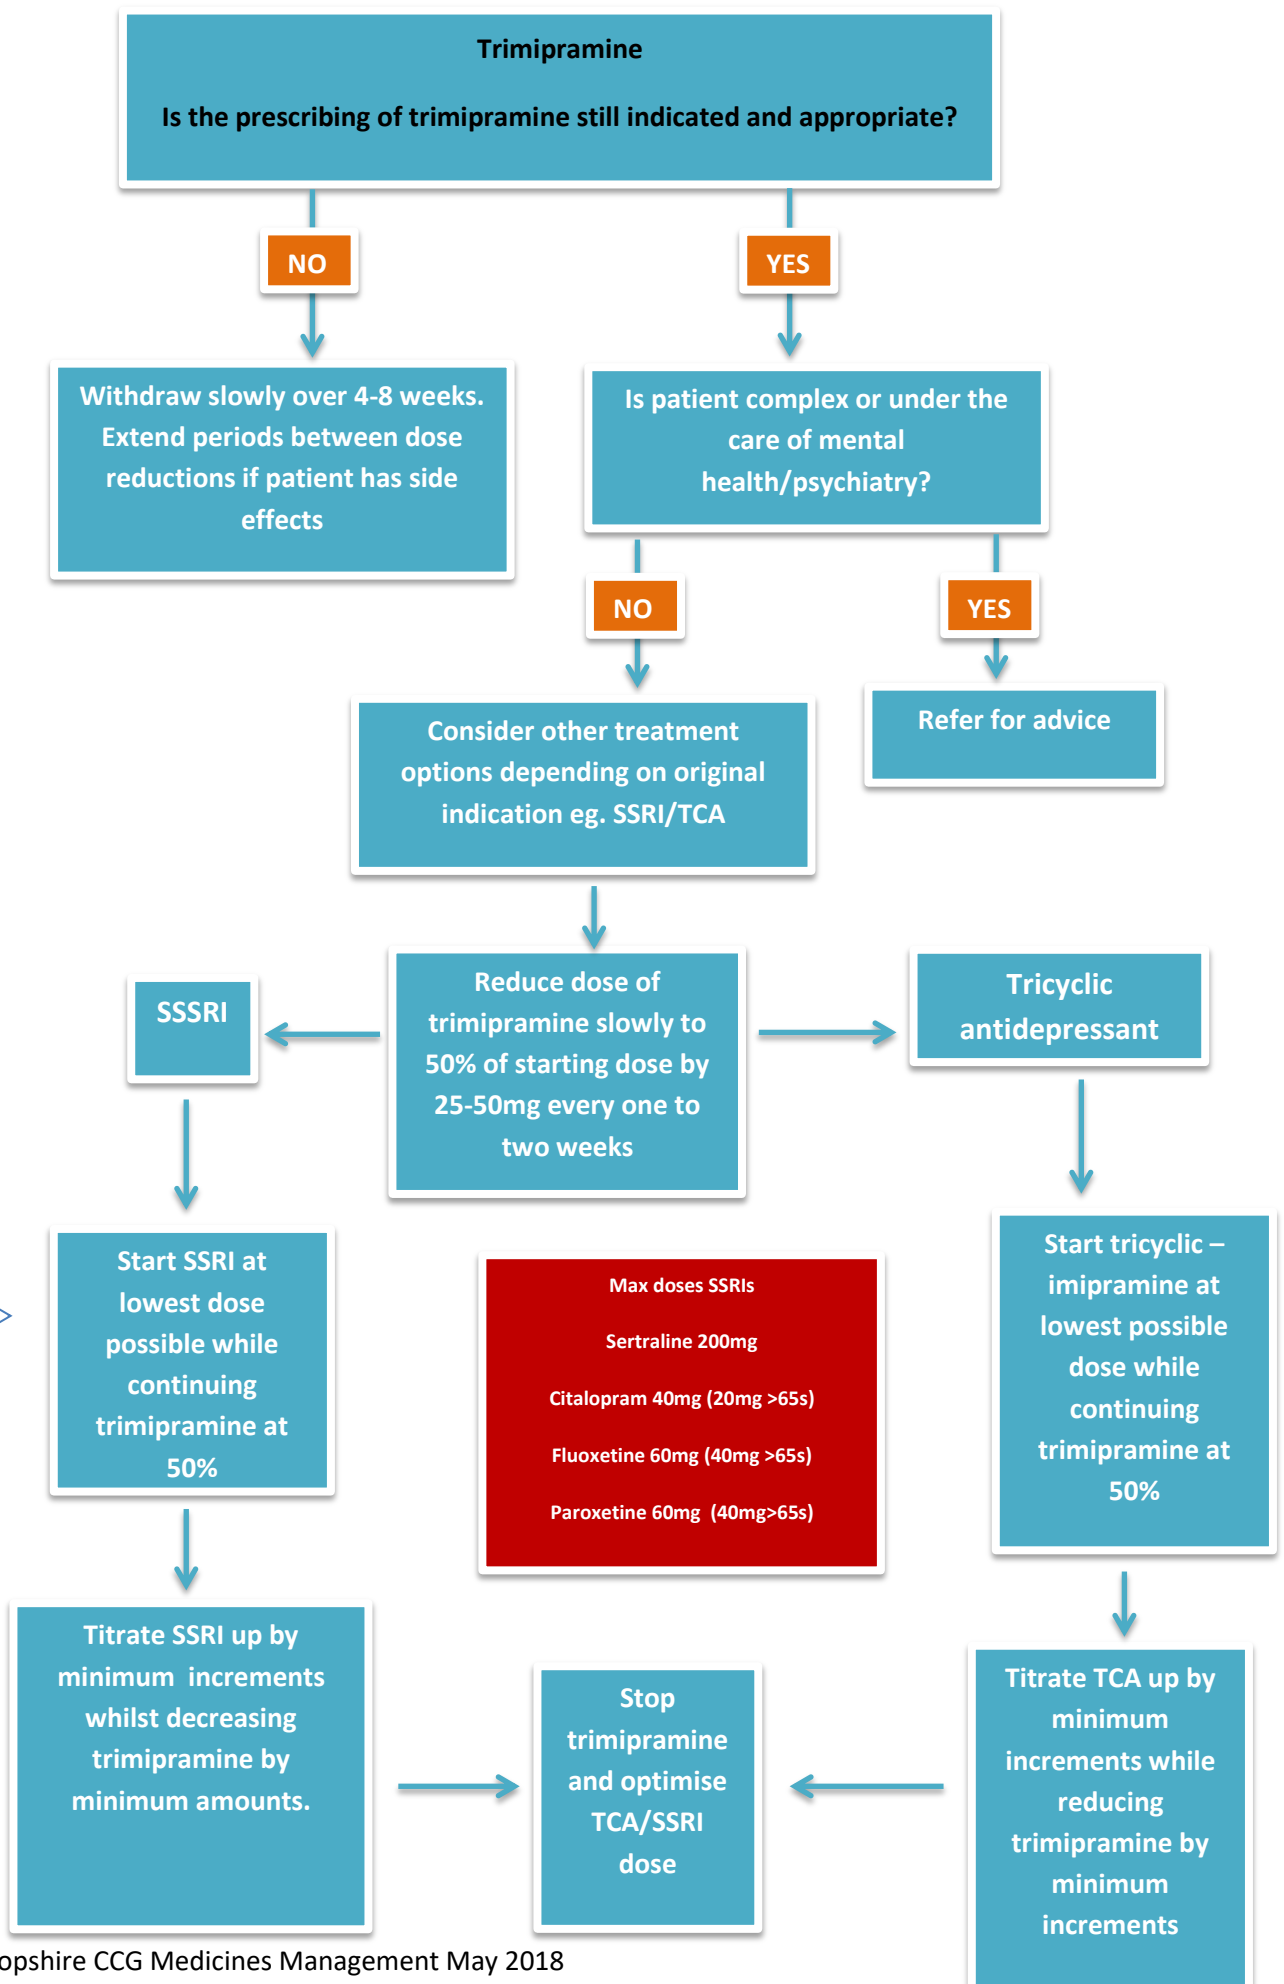 Trimipramine
Is the prescribing of trimipramine still indicated and appropriate?
NO
YES
Withdraw slowly over 4-8 weeks.
Extend periods between dose
reductions if patient has side
effects
Is patient complex or under the
care of mental
health/psychiatry?
NO
YES
Consider other treatment
options depending on original
indication eg. SSRI/TCA
Refer for advice
SSSRI
Reduce dose of
trimipramine slowly to
50% of starting dose by
25-50mg every one to
two weeks
Tricyclic
antidepressant
Start SSRI at
lowest dose
possible while
continuing
trimipramine at
50%
Max doses SSRIs
Sertraline 200mg
Citalopram 40mg (20mg >65s)
Fluoxetine 60mg (40mg >65s)
Paroxetine 60mg  (40mg>65s)
Start tricyclic –
imipramine at
lowest possible
dose while
continuing
trimipramine at
50%
Titrate SSRI up by
minimum  increments
whilst decreasing
trimipramine by
minimum amounts.
Stop
trimipramine
and optimise
TCA/SSRI
dose
Titrate TCA up by
minimum
increments while
reducing
trimipramine by
minimum
increments
opshire CCG Medicines Management May 2018